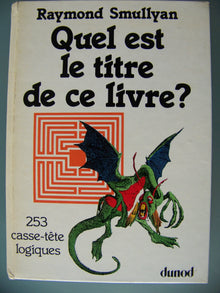 Raymond Smullyan
Quel est
le titre
de ce livre?
253
casse-tête
logiques
dunod